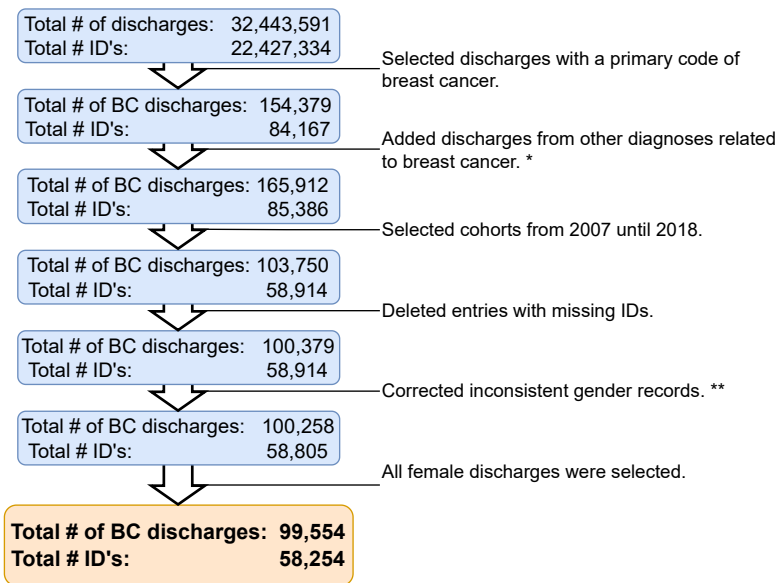 Total # of discharges: 32,443,591
Total # ID's: 22,427,334
Selected discharges with a primary code of
breast cancer.
Total # of BC discharges: 154,379
Total # ID's: 84,167
Added discharges from other diagnoses related
to breast cancer. *
Total # of BC discharges: 165,912
Total # ID's: 85,386
Selected cohorts from 2007 until 2018.
Total # of BC discharges: 103,750
Total # ID's: 58,914
Deleted entries with missing IDs.
Total # of BC discharges: 100,379
Total # ID's: 58,914
Corrected inconsistent gender records. **
Total # of BC discharges: 100,258
Total # ID's: 58,805
All female discharges were selected.
Total # of BC discharges: 99,554
Total # ID's: 58,254